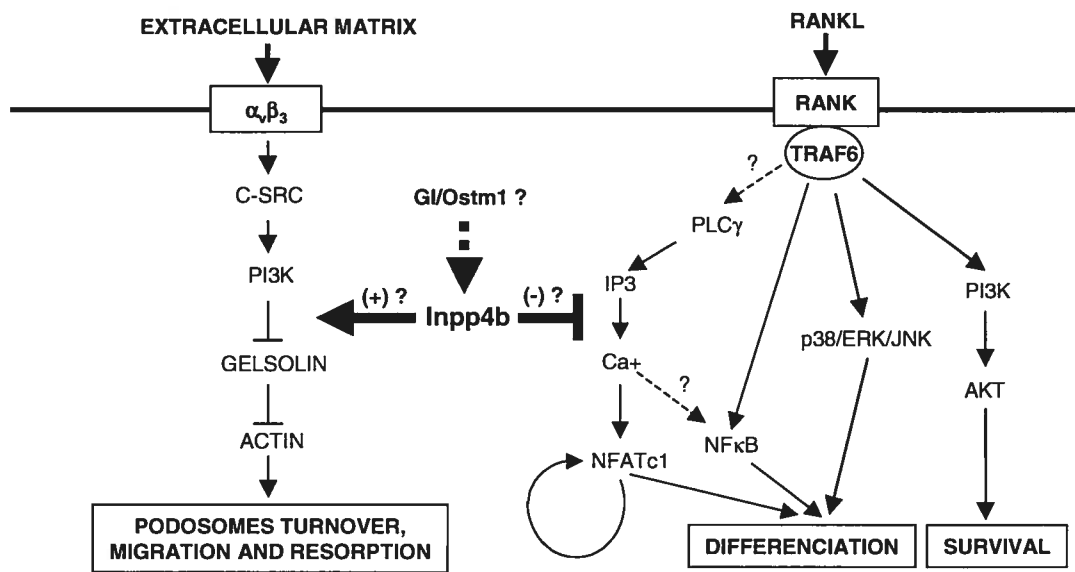 EXTRACELLULAR MATRIX
RANKL
αvβ3
RANK
TRAF6
?
C-SRC
Gl/Ostm1 ?
PLCγ
PI3K
IP3
PI3K
(+) ?
Inpp4b
(-) ?
p38/ERK/JNK
GELSOLIN
Ca+
?
AKT
ACTIN
NFκB
NFATc1
PODOSOMES TURNOVER,
MIGRATION AND RESORPTION
DIFFERENCIATION
SURVIVAL